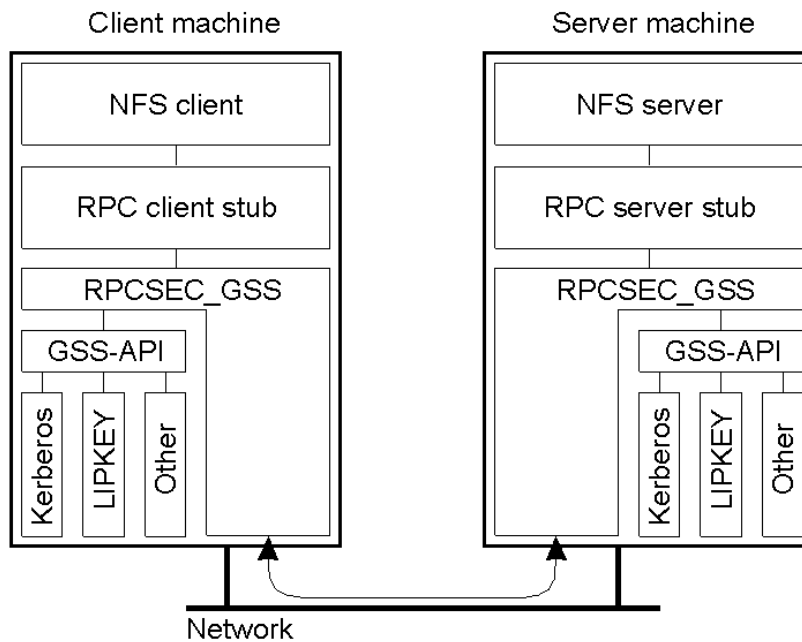 Client machine
Server machine
NFS client
NFS server
RPC client stub
RPC server stub
RPCSEC_GSS
RPCSEC_GSS
GSS-API
GSS-API
Kerberos
LIPKEY
Other
Kerberos
LIPKEY
Other
Network